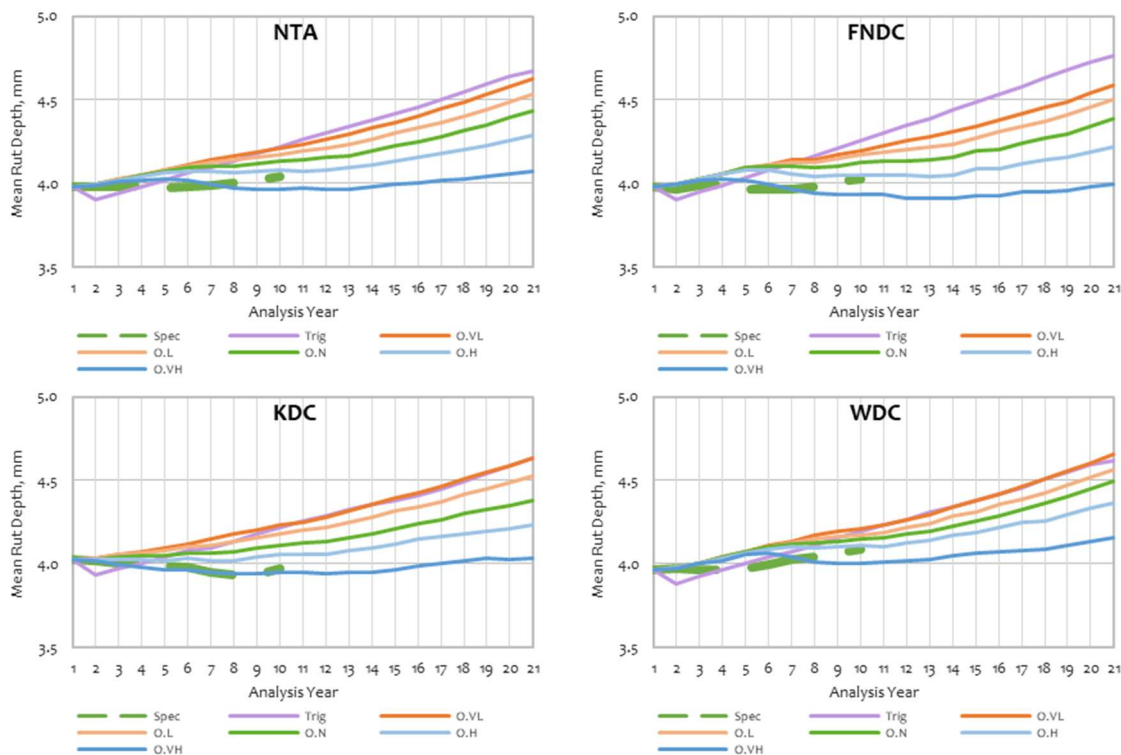 NTA
5.0
4.5
4.0
3.5
Mean Rut Depth, mm
1 2 3 4 5 6 7 8 9 10 11 12 13 14 15 16 17 18 19 20 21
Analysis Year
Spec Trig O.VL
O.L O.N O.H
O.VH
FNDC
5.0
4.5
4.0
3.5
Mean Rut Depth, mm
1 2 3 4 5 6 7 8 9 10 11 12 13 14 15 16 17 18 19 20 21
Analysis Year
Spec Trig O.VL
O.L O.N O.H
O.VH
KDC
5.0
4.5
4.0
3.5
Mean Rut Depth, mm
1 2 3 4 5 6 7 8 9 10 11 12 13 14 15 16 17 18 19 20 21
Analysis Year
Spec Trig O.VL
O.L O.N O.H
O.VH
WDC
5.0
4.5
4.0
3.5
Mean Rut Depth, mm
1 2 3 4 5 6 7 8 9 10 11 12 13 14 15 16 17 18 19 20 21
Analysis Year
Spec Trig O.VL
O.L O.N O.H
O.VH